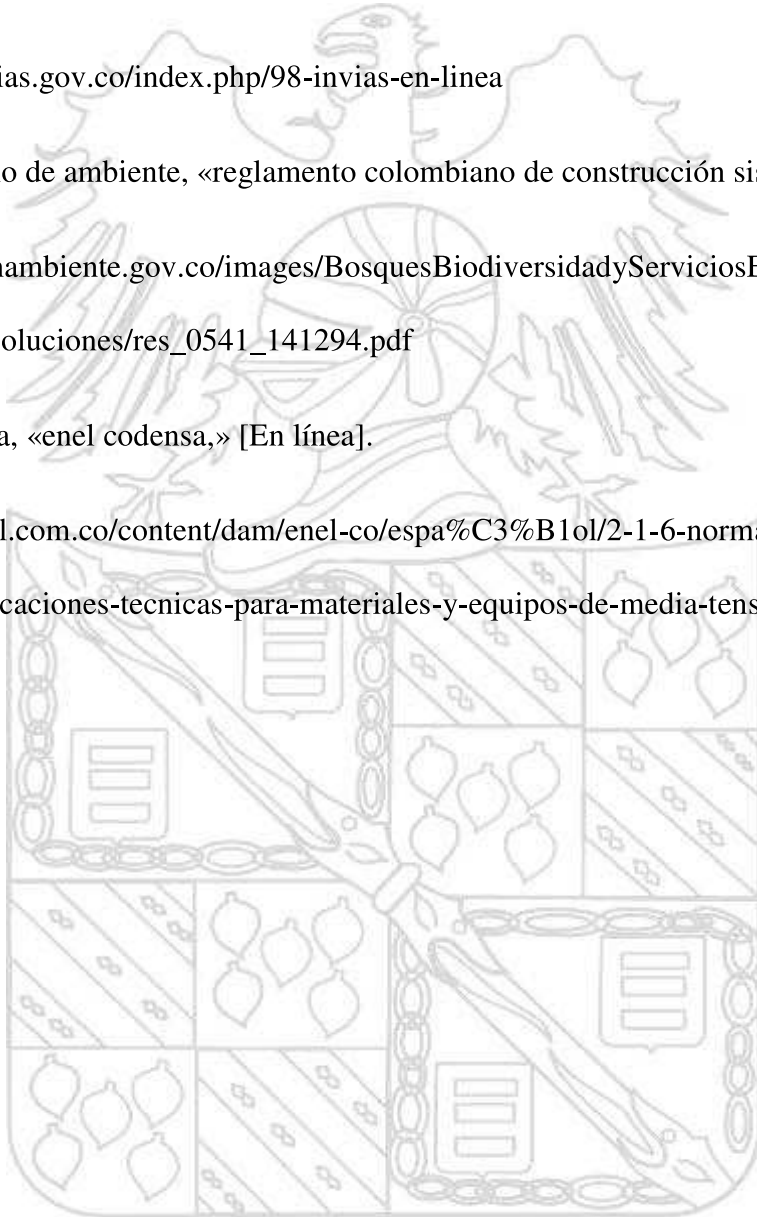 ias.gov.co/index.php/98-invias-en-linea
o de ambiente, «reglamento colombiano de construcción sis
ambiente.gov.co/images/BosquesBiodiversidadyServiciosE
oluciones/res_0541_141294.pdf
a, «enel codensa,» [En línea].
l.com.co/content/dam/enel-co/espa%C3%B1ol/2-1-6-norma
caciones-tecnicas-para-materiales-y-equipos-de-media-tens